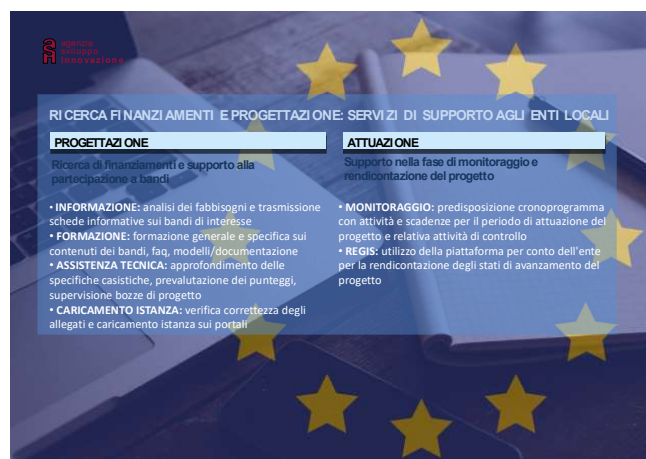 agenzia
sviluppo
innovazione
RICERCA FINANZIAMENTI E PROGETTAZIONE: SERVIZI DI SUPPORTO AGLI ENTI LOCALI
PROGETTAZIONE
Ricerca di finanziamenti e supporto alla
partecipazione a bandi
• INFORMAZIONE: analisi dei fabbisogni e trasmissione
schede informative sui bandi di interesse
• FORMAZIONE: formazione generale e specifica sui
contenuti dei bandi, faq, modelli/documentazione
• ASSISTENZA TECNICA: approfondimento delle
specifiche casistiche, prevalutazione dei punteggi,
supervisione bozze di progetto
• CARICAMENTO ISTANZA: verifica correttezza degli
allegati e caricamento istanza sui portali
ATTUAZIONE
Supporto nella fase di monitoraggio e
rendicontazione del progetto
• MONITORAGGIO: predisposizione cronoprogramma
con attività e scadenze per il periodo di attuazione del
progetto e relativa attività di controllo
• REGIS: utilizzo della piattaforma per conto dell'ente
per la rendicontazione degli stati di avanzamento del
progetto